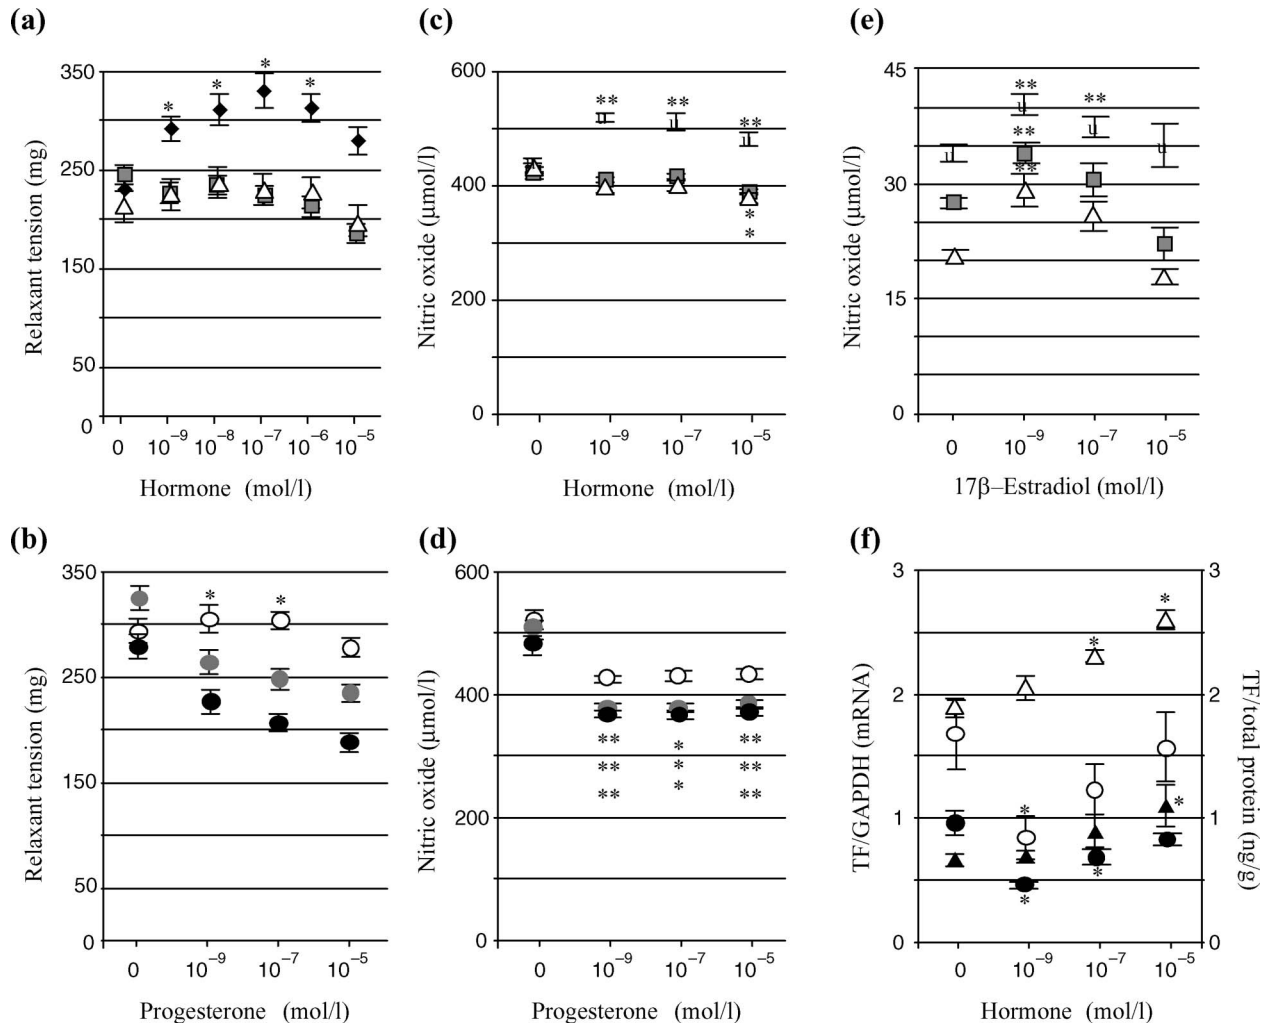 (a)
350
250
150
50
0
Relaxant tension (mg)
* * * *
0 10⁻⁹ 10⁻⁸ 10⁻⁷ 10⁻⁶ 10⁻⁵
Hormone (mol/l)
(c)
600
400
200
0
Nitric oxide (μmol/l)
** ** **
u u u
*
*
0 10⁻⁹ 10⁻⁷ 10⁻⁵
Hormone (mol/l)
(e)
45
30
15
0
Nitric oxide (μmol/l)
** **
u u u u
**
**
0 10⁻⁹ 10⁻⁷ 10⁻⁵
17β–Estradiol (mol/l)
(b)
350
250
150
50
0
Relaxant tension (mg)
* *
0 10⁻⁹ 10⁻⁷ 10⁻⁵
Progesterone (mol/l)
(d)
600
400
200
0
Nitric oxide (μmol/l)
** * **
** * **
** * **
0 10⁻⁹ 10⁻⁷ 10⁻⁵
Progesterone (mol/l)
(f)
3
2
1
0
TF/GAPDH (mRNA)
*
*
*
*
*
*
3
2
1
0
TF/total protein (ng/g)
0 10⁻⁹ 10⁻⁷ 10⁻⁵
Hormone (mol/l)